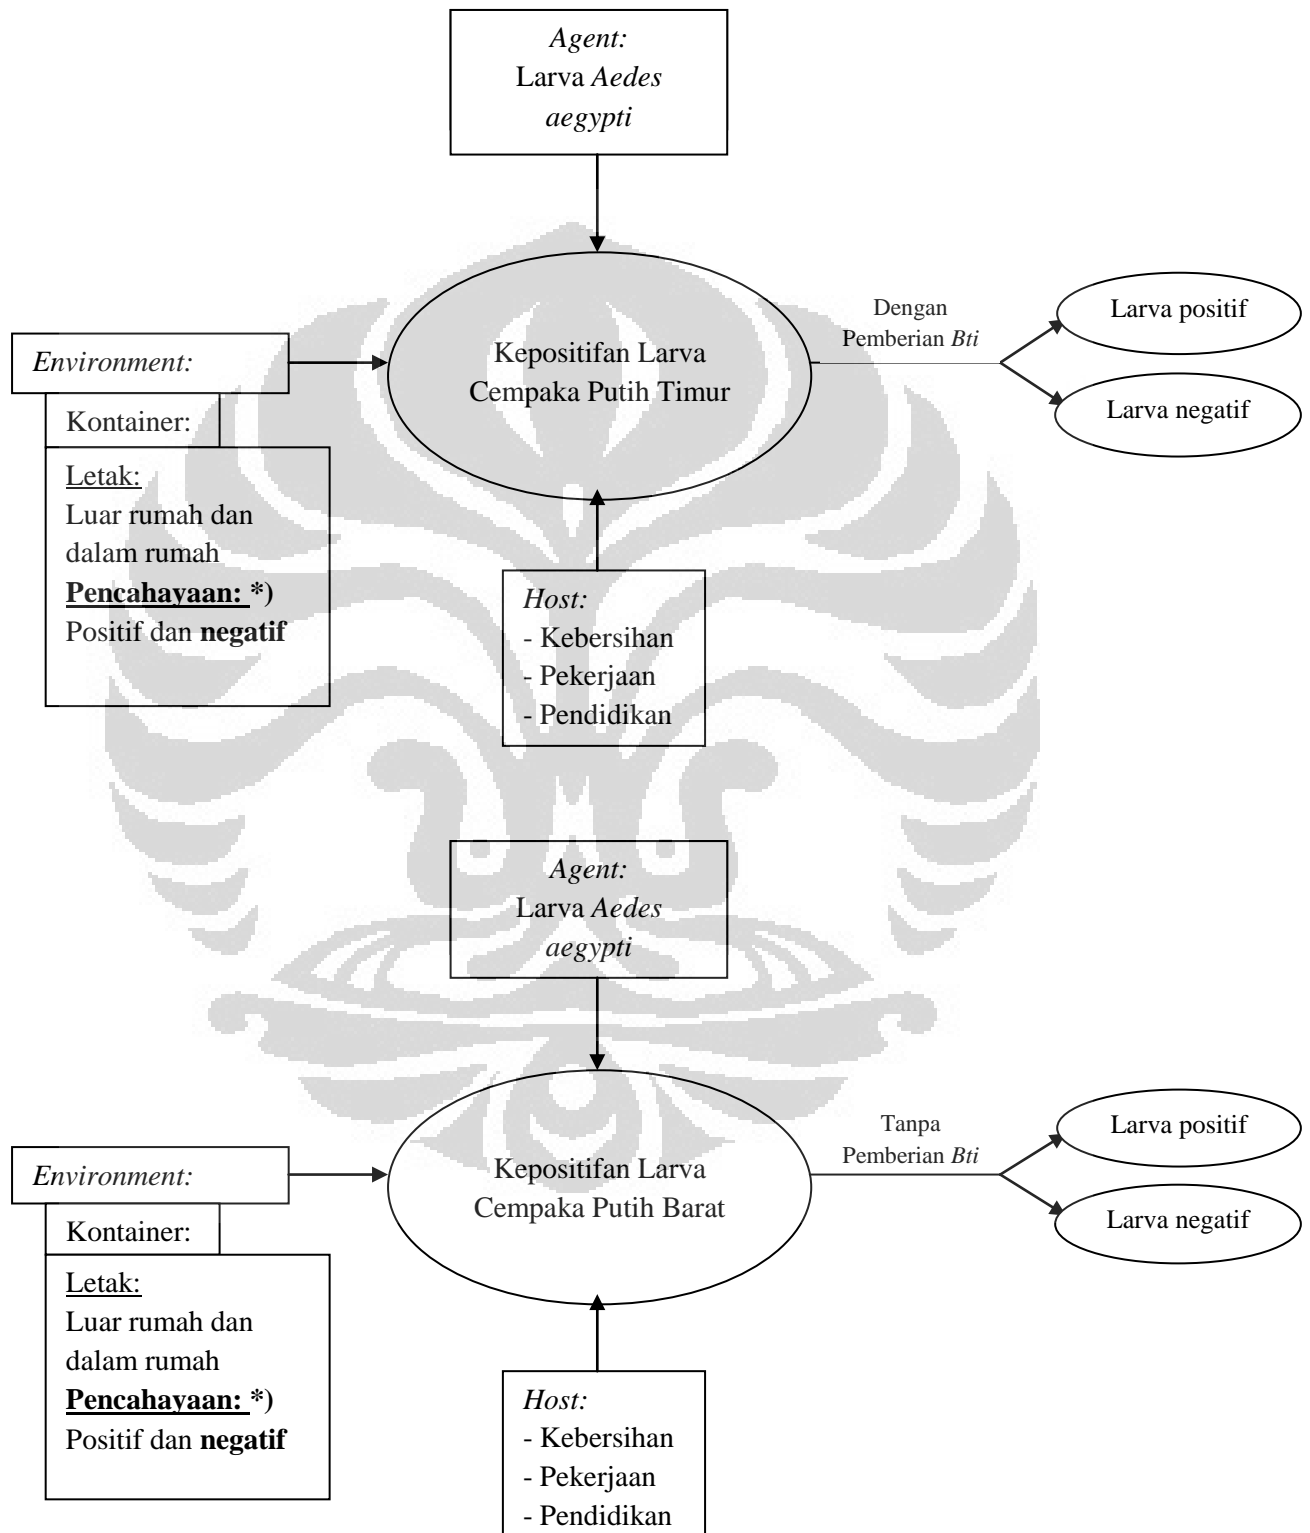 Agent:
Larva Aedes
aegypti
Dengan
Pemberian Bti
Larva positif
Environment:
Kepositifan Larva
Cempaka Putih Timur
Larva negatif
Kontainer:
Letak:
Luar rumah dan
dalam rumah
Pencahayaan: *)
Positif dan negatif
Host:
- Kebersihan
- Pekerjaan
- Pendidikan
Agent:
Larva Aedes
aegypti
Tanpa
Pemberian Bti
Larva positif
Environment:
Kepositifan Larva
Cempaka Putih Barat
Larva negatif
Kontainer:
Letak:
Luar rumah dan
dalam rumah
Pencahayaan: *)
Positif dan negatif
Host:
- Kebersihan
- Pekerjaan
- Pendidikan